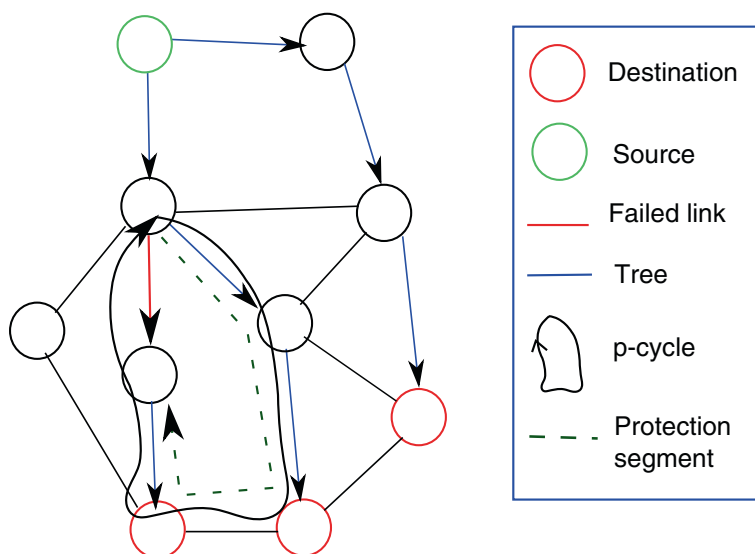 Destination
Source
Failed link
Tree
p-cycle
Protection
segment